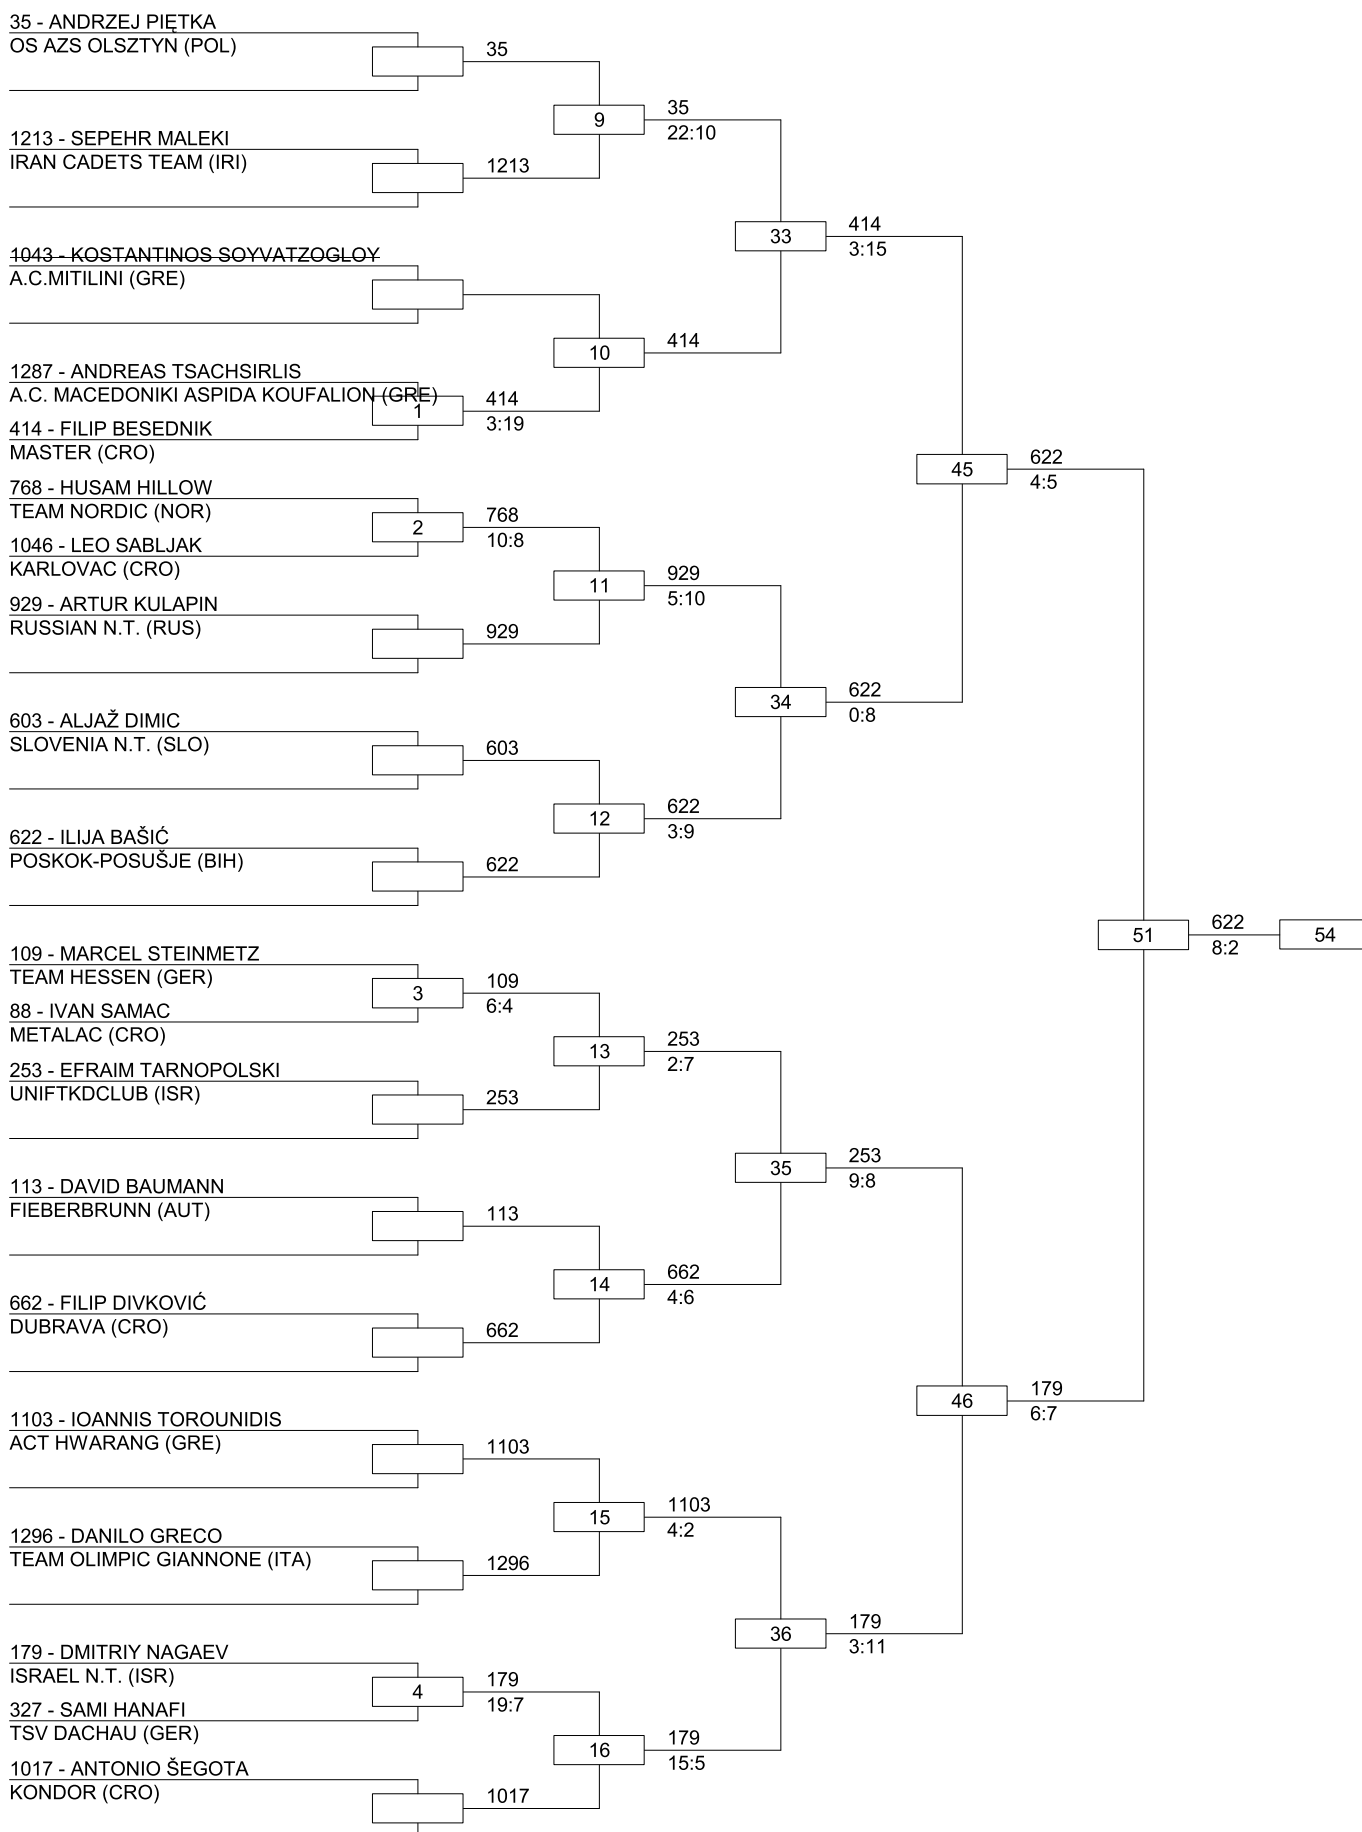 35 - ANDRZEJ PIĘTKA
OS AZS OLSZTYN (POL)
35
9
35
22:10
1213 - SEPEHR MALEKI
IRAN CADETS TEAM (IRI)
1213
33
414
3:15
1043 - KOSTANTINOS SOYVATZOGLOY
A.C.MITILINI (GRE)
10
414
1287 - ANDREAS TSACHSIRLIS
A.C. MACEDONIKI ASPIDA KOUFALION (GRE)
1
414
3:19
414 - FILIP BESEDNIK
MASTER (CRO)
45
622
4:5
768 - HUSAM HILLOW
TEAM NORDIC (NOR)
2
768
10:8
1046 - LEO SABLJAK
KARLOVAC (CRO)
11
929
5:10
929 - ARTUR KULAPIN
RUSSIAN N.T. (RUS)
929
34
622
0:8
603 - ALJAŽ DIMIC
SLOVENIA N.T. (SLO)
603
12
622
3:9
622 - ILIJA BAŠIĆ
POSKOK-POSUŠJE (BIH)
622
51
622
8:2
54
109 - MARCEL STEINMETZ
TEAM HESSEN (GER)
3
109
6:4
88 - IVAN SAMAC
METALAC (CRO)
13
253
2:7
253 - EFRAIM TARNOPOLSKI
UNIFTKDCLUB (ISR)
253
35
253
9:8
113 - DAVID BAUMANN
FIEBERBRUNN (AUT)
113
14
662
4:6
662 - FILIP DIVKOVIĆ
DUBRAVA (CRO)
662
46
179
6:7
1103 - IOANNIS TOROUNIDIS
ACT HWARANG (GRE)
1103
15
1103
4:2
1296 - DANILO GRECO
TEAM OLIMPIC GIANNONE (ITA)
1296
36
179
3:11
179 - DMITRIY NAGAEV
ISRAEL N.T. (ISR)
4
179
19:7
327 - SAMI HANAFI
TSV DACHAU (GER)
16
179
15:5
1017 - ANTONIO ŠEGOTA
KONDOR (CRO)
1017